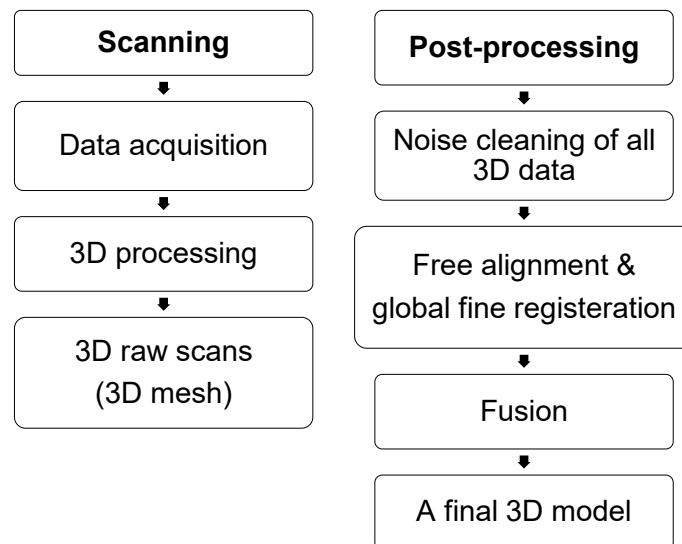 Scanning
Data acquisition
3D processing
3D raw scans
(3D mesh)
Post-processing
Noise cleaning of all
3D data
Free alignment &
global fine registeration
Fusion
A final 3D model